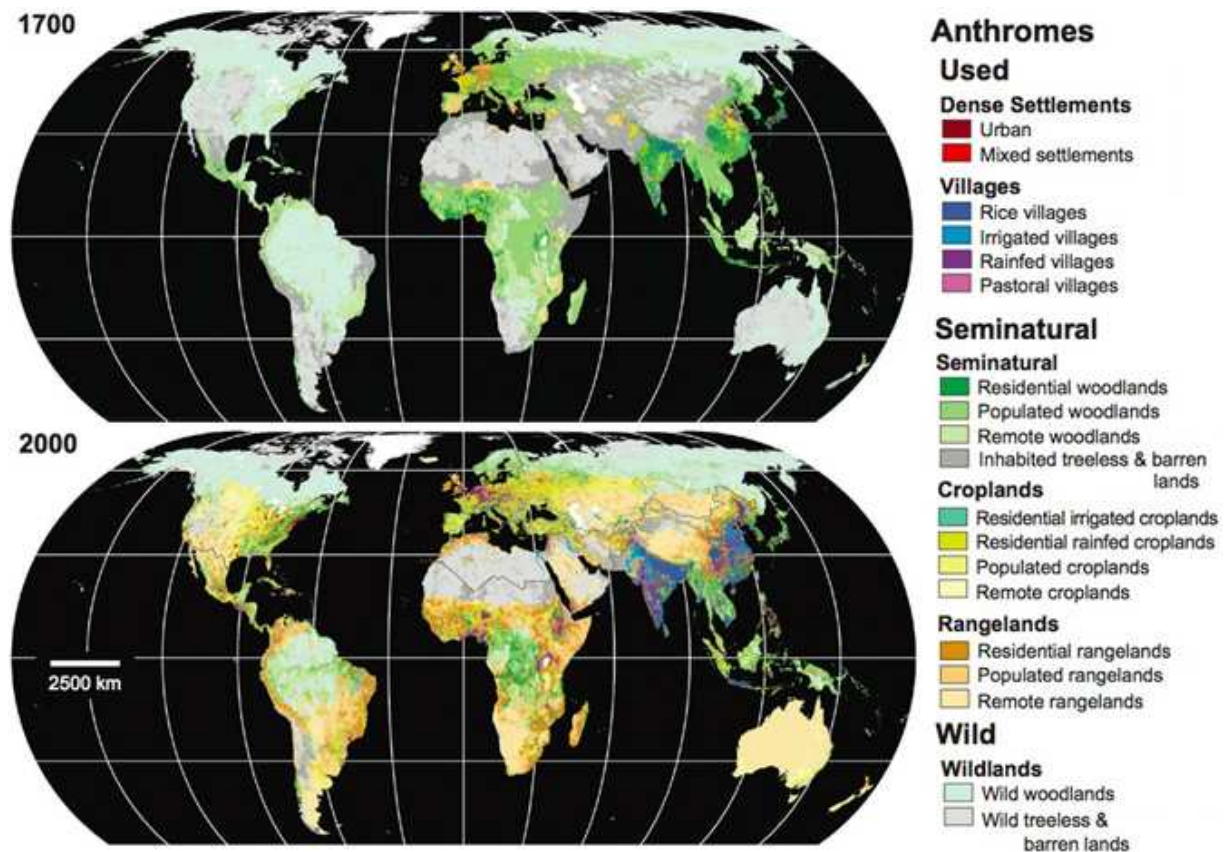 1700
2000
2500 km
Anthromes
Used
Dense Settlements
Urban
Mixed settlements
Villages
Rice villages
Irrigated villages
Rainfed villages
Pastoral villages
Seminatural
Seminatural
Residential woodlands
Populated woodlands
Remote woodlands
Inhabited treeless & barren
lands
Croplands
Residential irrigated croplands
Residential rainfed croplands
Populated croplands
Remote croplands
Rangelands
Residential rangelands
Populated rangelands
Remote rangelands
Wild
Wildlands
Wild woodlands
Wild treeless &
barren lands